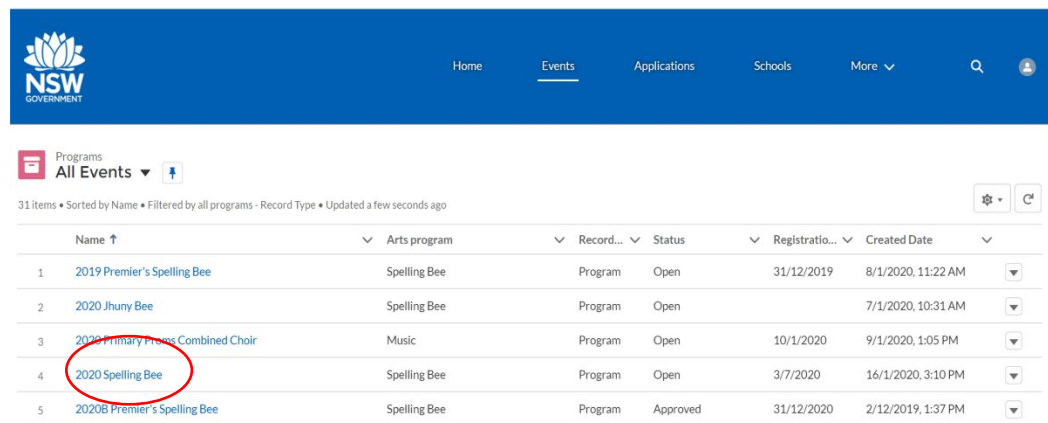 NSW
GOVERNMENT
Home Events Applications Schools More
Programs
All Events
31 items • Sorted by Name • Filtered by all programs - Record Type • Updated a few seconds ago
Name ↑ Arts program Record... Status Registratio... Created Date
1 2019 Premier's Spelling Bee Spelling Bee Program Open 31/12/2019 8/1/2020, 11:22 AM
2 2020 Jhuny Bee Spelling Bee Program Open 7/1/2020, 10:31 AM
3 2020 Primary Proms Combined Choir Music Program Open 10/1/2020 9/1/2020, 1:05 PM
4 2020 Spelling Bee Spelling Bee Program Open 3/7/2020 16/1/2020, 3:10 PM
5 2020B Premier's Spelling Bee Spelling Bee Program Approved 31/12/2020 2/12/2019, 1:37 PM